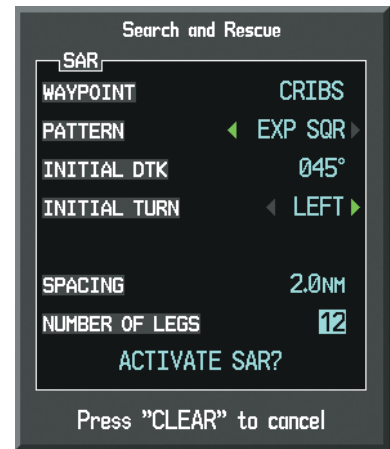 Search and Rescue
SAR
WAYPOINT CRIBS
PATTERN EXP SQR
INITIAL DTK 045°
INITIAL TURN LEFT
SPACING 2.0NM
NUMBER OF LEGS 12
ACTIVATE SAR?
Press "CLEAR" to cancel